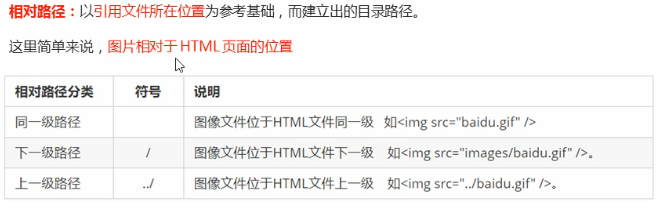 相对路径：以引用文件所在位置为参考基础，而建立出的目录路径。
这里简单来说，图片相对于 HTML 页面的位置
相对路径分类 符号 说明
同一级路径 图像文件位于HTML文件同一级 如<img src="baidu.gif" />
下一级路径 / 图像文件位于HTML文件下一级 如<img src="images/baidu.gif" />。
上一级路径 ../ 图像文件位于HTML文件上一级 如<img src="../baidu.gif" />。